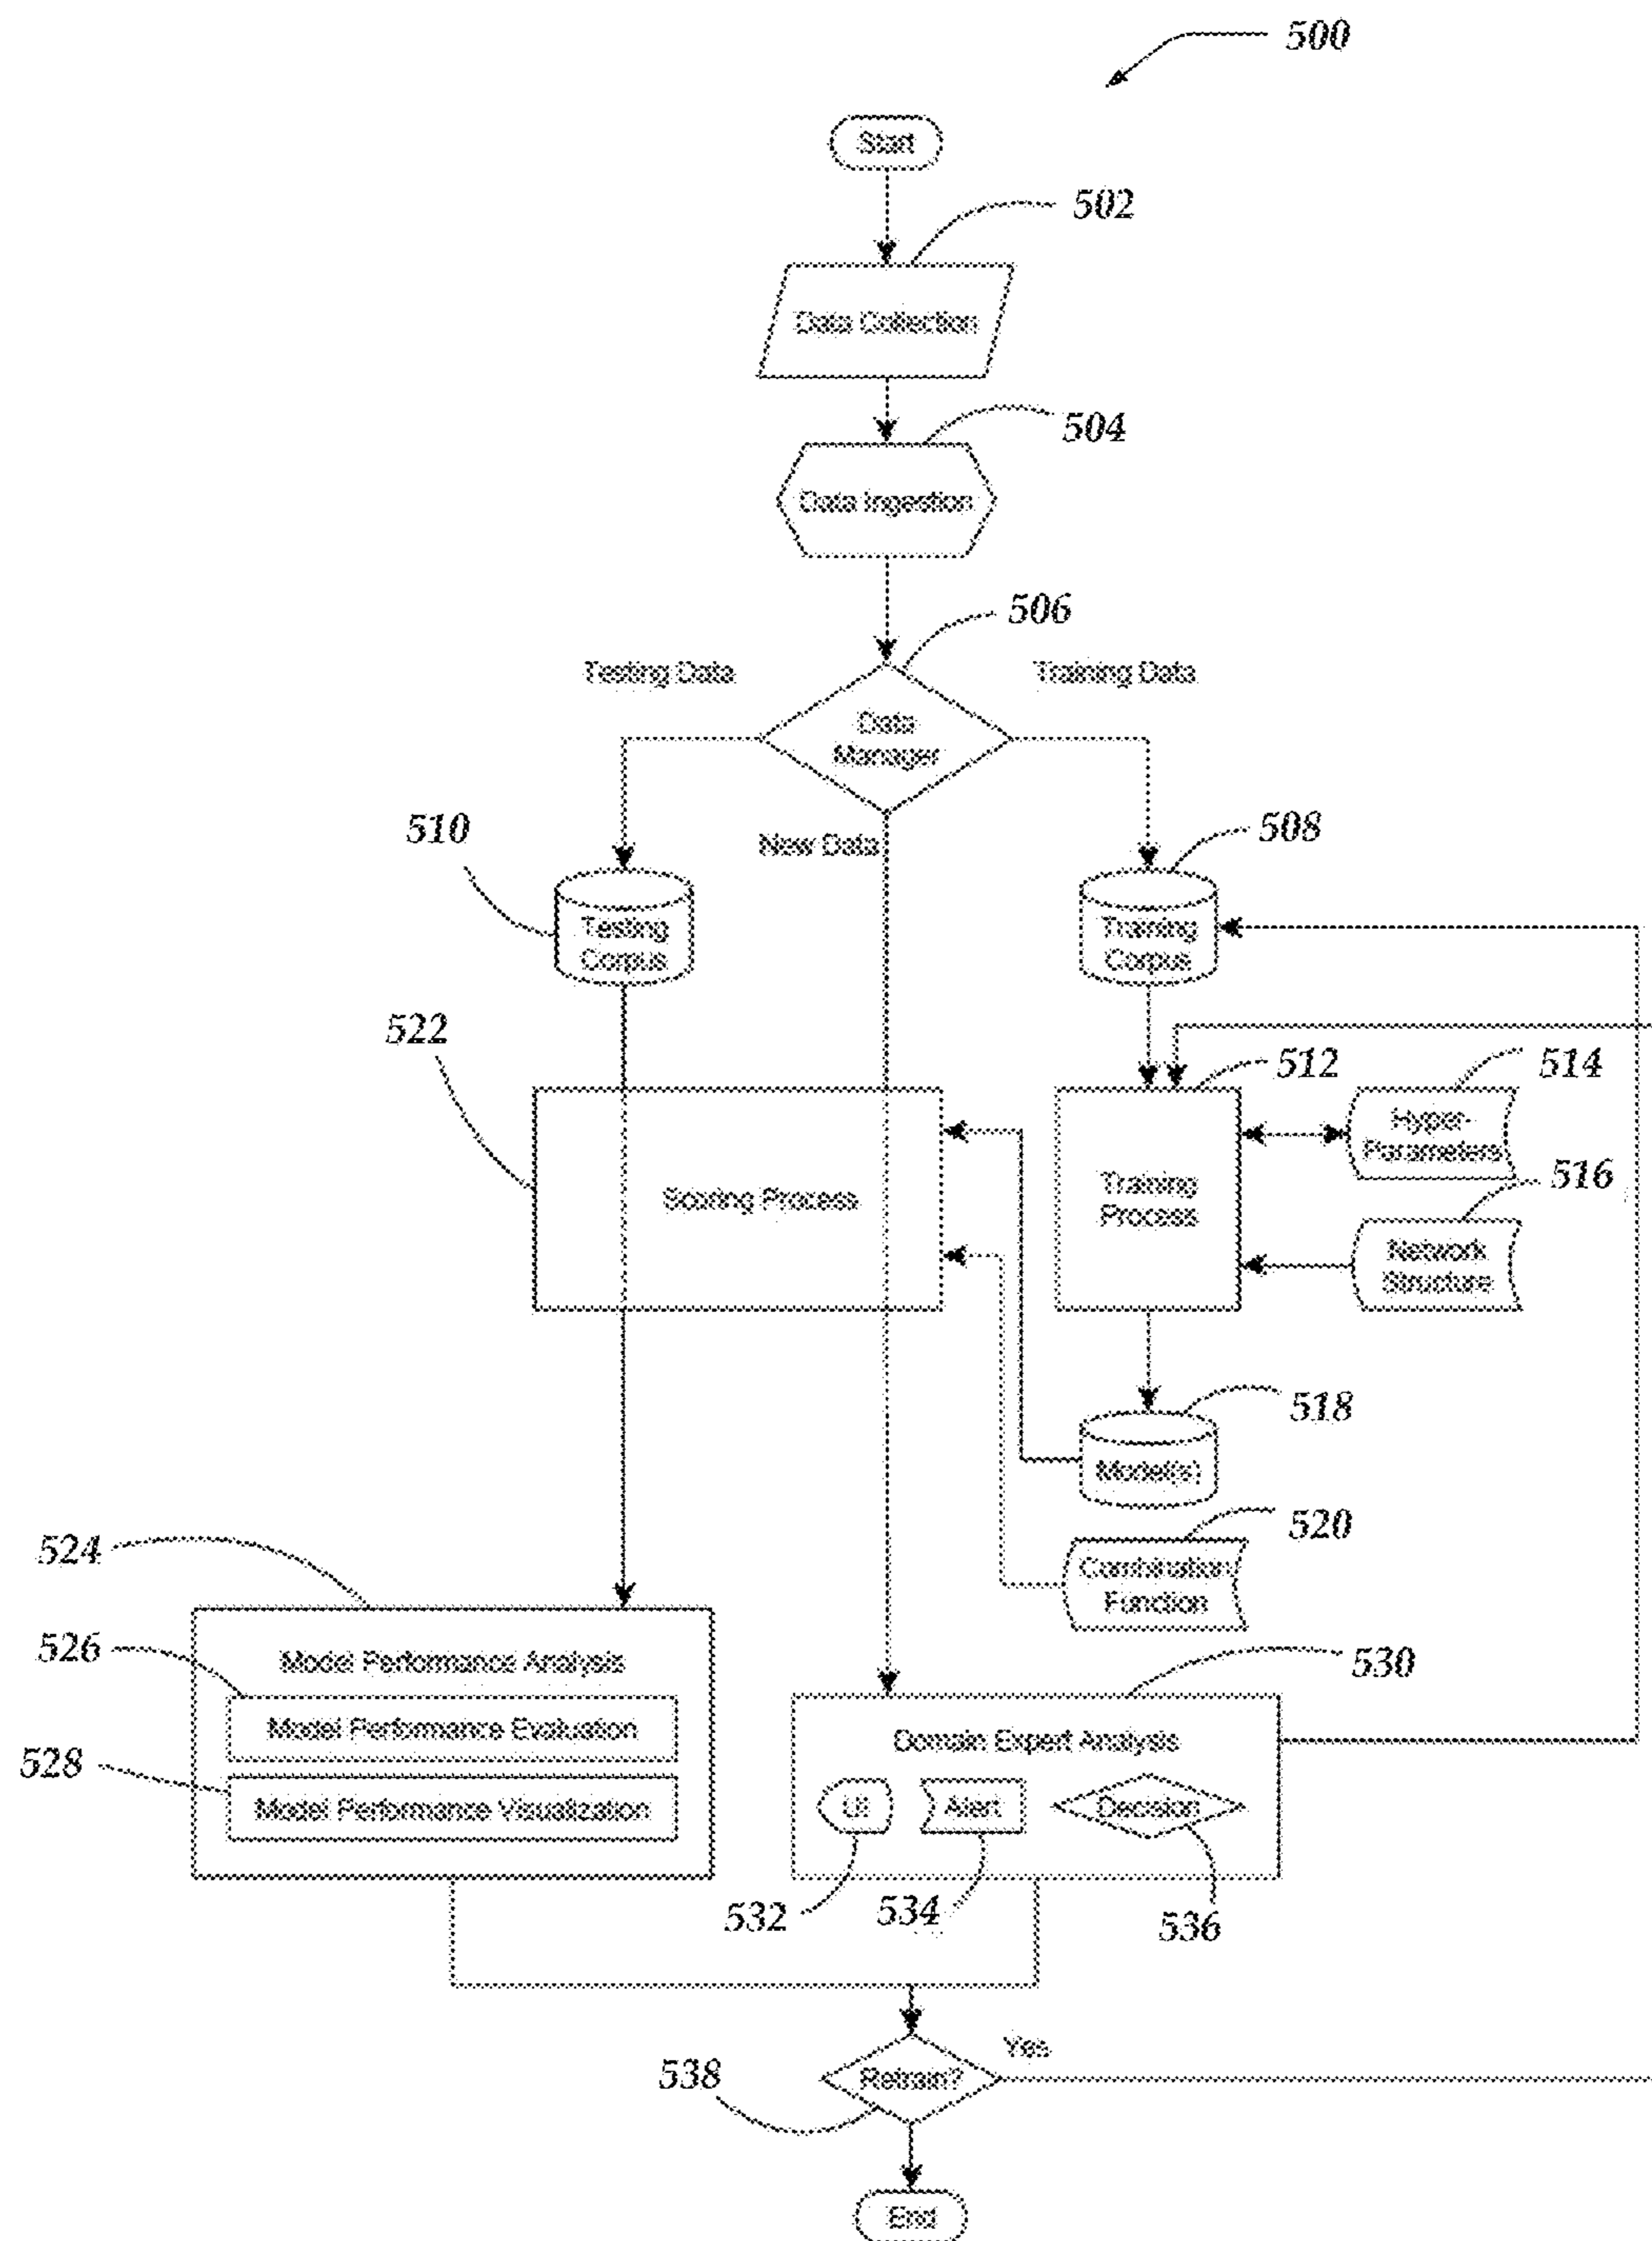 500
Start
502
Data Collection
504
Data Ingestion
506
Testing Data
Training Data
Data
Manager
510
New Data
508
Testing
Corpus
Training
Corpus
522
512
514
Hyper-
Parameters
516
Scoring Process
Training
Process
Network
Structure
518
Model(s)
520
Combination
Function
524
526
Model Performance Analysis
530
Model Performance Evaluation
Domain Expert Analysis
528
Model Performance Visualization
UI
Alert
Decision
532
534
536
Yes
538
Retrain?
End